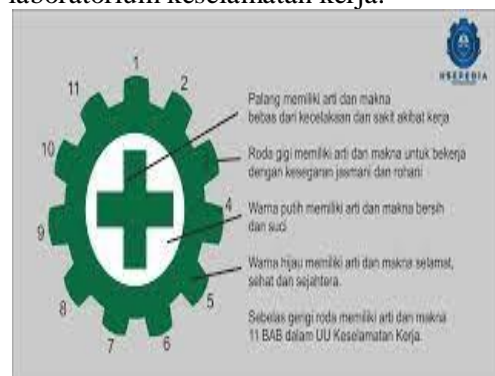 laboratorium keselamatan kerja.
HSEPEDIA
1
2
11
10
4
9
5
8
7
6
Palang memiliki arti dan makna
bebas dari kecelakaan dan sakit akibat kerja
Roda gigi memiliki arti dan makna untuk bekerja
dengan kesegaran jasmani dan rohani
Warna putih memiliki arti dan makna bersih
dan suci
Warna hijau memiliki arti dan makna selamat,
sehat dan sejahtera.
Sebelas gerigi roda memiliki arti dan makna
11 BAB dalam UU Keselamatan Kerja.